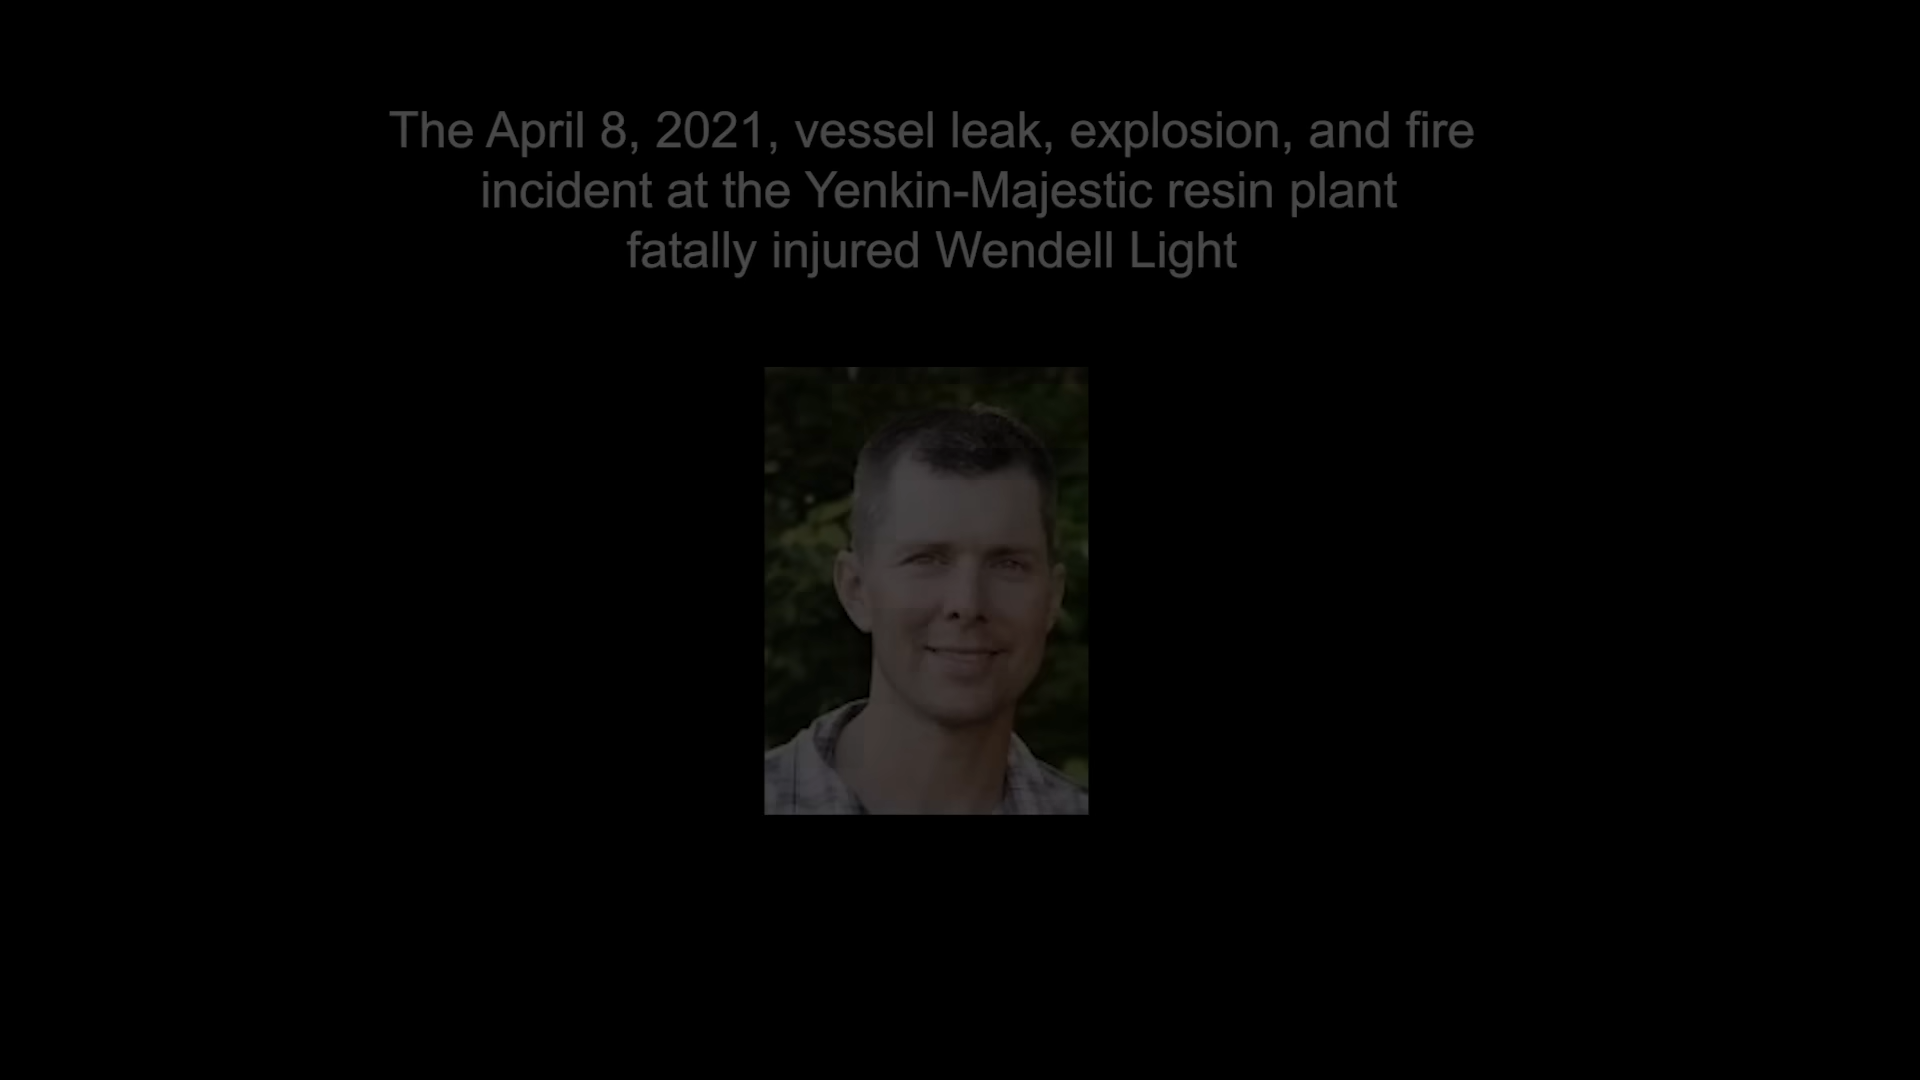 The April 8, 2021, vessel leak, explosion, and fire
incident at the Yenkin-Majestic resin plant
fatally injured Wendell Light